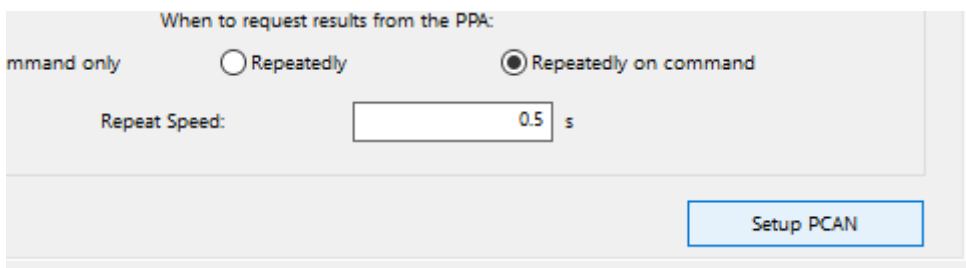 When to request results from the PPA:
mmand only Repeatedly Repeatedly on command
Repeat Speed: 0.5 s
Setup PCAN